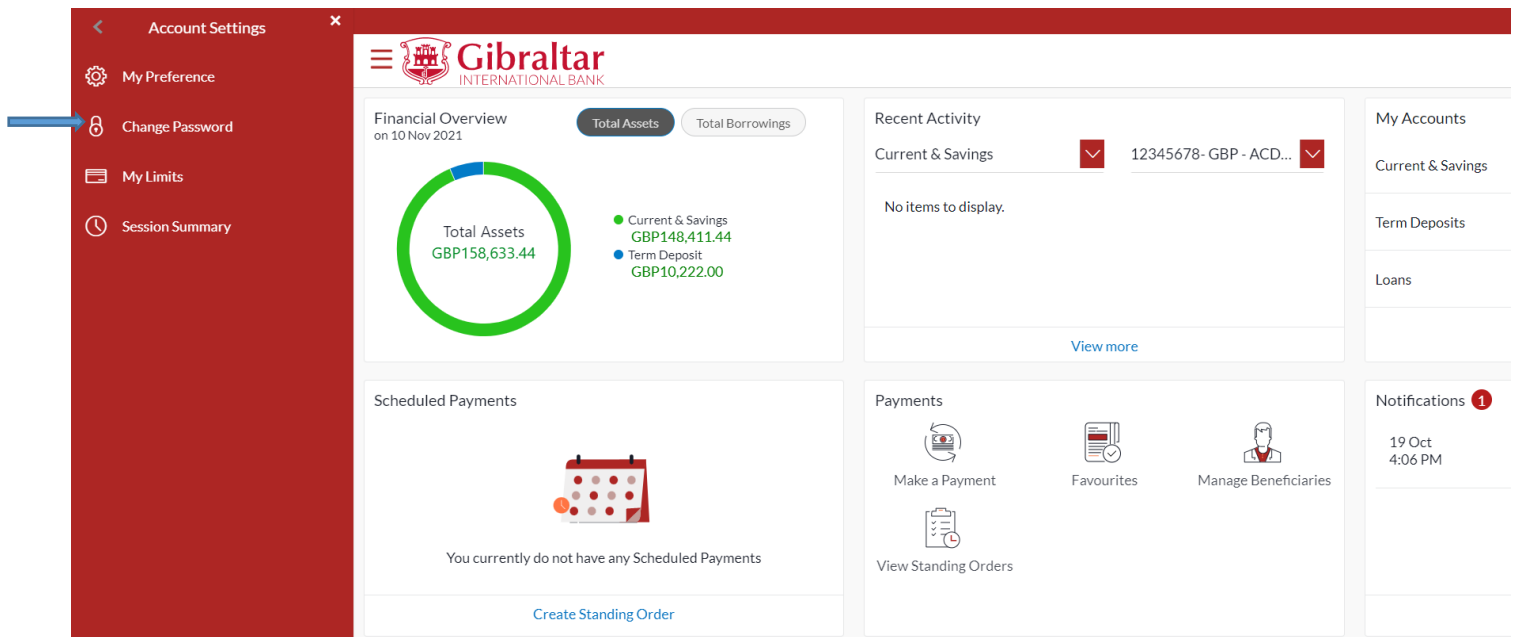 Account Settings
My Preference
Change Password
My Limits
Session Summary
Gibraltar
INTERNATIONAL BANK
Financial Overview
on 10 Nov 2021
Total Assets
Total Borrowings
Total Assets
GBP158,633.44
Current & Savings
GBP148,411.44
Term Deposit
GBP10,222.00
Recent Activity
Current & Savings
12345678- GBP - ACD...
No items to display.
View more
My Accounts
Current & Savings
Term Deposits
Loans
Scheduled Payments
You currently do not have any Scheduled Payments
Create Standing Order
Payments
Make a Payment
Favourites
Manage Beneficiaries
View Standing Orders
Notifications 1
19 Oct
4:06 PM